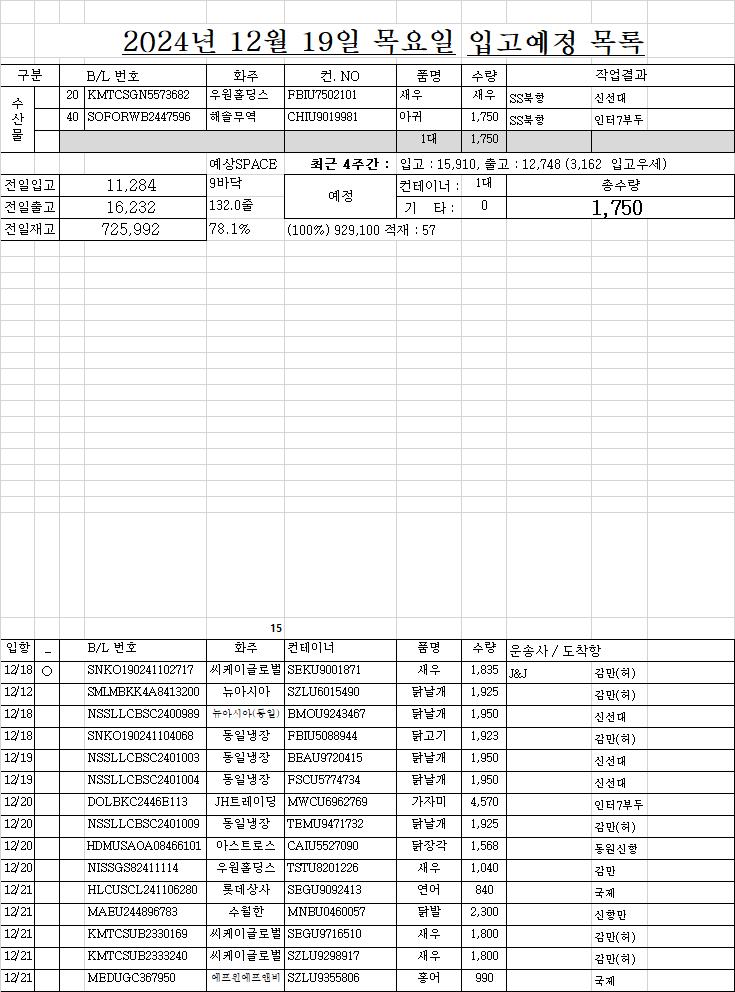 2024년 12월 19일 목요일 입고예정 목록
구분 B/L 번호 화주 컨. NO 품명 수량 작업결과
수산물
20 KMTCSGN5573682 우원홀딩스 FBIU7502101 새우 새우 SS북항 신선대
40 SOFORWB2447596 해솔무역 CHIU9019981 아귀 1,750 SS북항 인터7부두
1대 1,750
예상SPACE 최근 4주간 : 입고 : 15,910, 출고 : 12,748 (3,162 입고우세)
전일입고 11,284 9바닥 예정 컨테이너 : 1대 총수량
전일출고 16,232 132.0줄 기 타 : 0 1,750
전일재고 725,992 78.1% (100%) 929,100 적재 : 57
15
입항 _ B/L 번호 화주 컨테이너 품명 수량 운송사 / 도착항
12/18 ○ SNKO190241102717 씨케이글로벌 SEKU9001871 새우 1,835 J&J 감만(허)
12/12 SMLMBKK4A8413200 뉴아시아 SZLU6015490 닭날개 1,925 감만(허)
12/18 NSSLLCBSC2400989 뉴아시아(동일) BMOU9243467 닭날개 1,950 신선대
12/18 SNKO190241104068 동일냉장 FBIU5088944 닭고기 1,923 감만(허)
12/19 NSSLLCBSC2401003 동일냉장 BEAU9720415 닭날개 1,950 신선대
12/19 NSSLLCBSC2401004 동일냉장 FSCU5774734 닭날개 1,950 신선대
12/20 DOLBKC2446E113 JH트레이딩 MWCU6962769 가자미 4,570 인터7부두
12/20 NSSLLCBSC2401009 동일냉장 TEMU9471732 닭날개 1,925 감만(허)
12/20 HDMUSAOA08466101 아스트로스 CAIU5527090 닭장각 1,568 동원신항
12/20 NISSGS82411114 우원홀딩스 TSTU8201226 새우 1,040 감만
12/21 HLCUSCL241106280 롯데상사 SEGU9092413 연어 840 국제
12/21 MAEU244896783 수월한 MNBU0460057 닭발 2,300 신항만
12/21 KMTCSUB2330169 씨케이글로벌 SEGU9716510 새우 1,800 감만(허)
12/21 KMTCSUB2333240 씨케이글로벌 SZLU9298917 새우 1,800 감만(허)
12/21 MEDUGC367950 에프윈에프앤비 SZLU9355806 홍어 990 국제